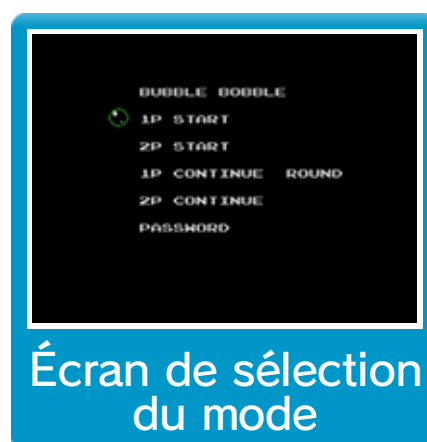 BUBBLE BOBBLE
1P START
2P START
1P CONTINUE ROUND
2P CONTINUE
PASSWORD
Écran de sélection
du mode